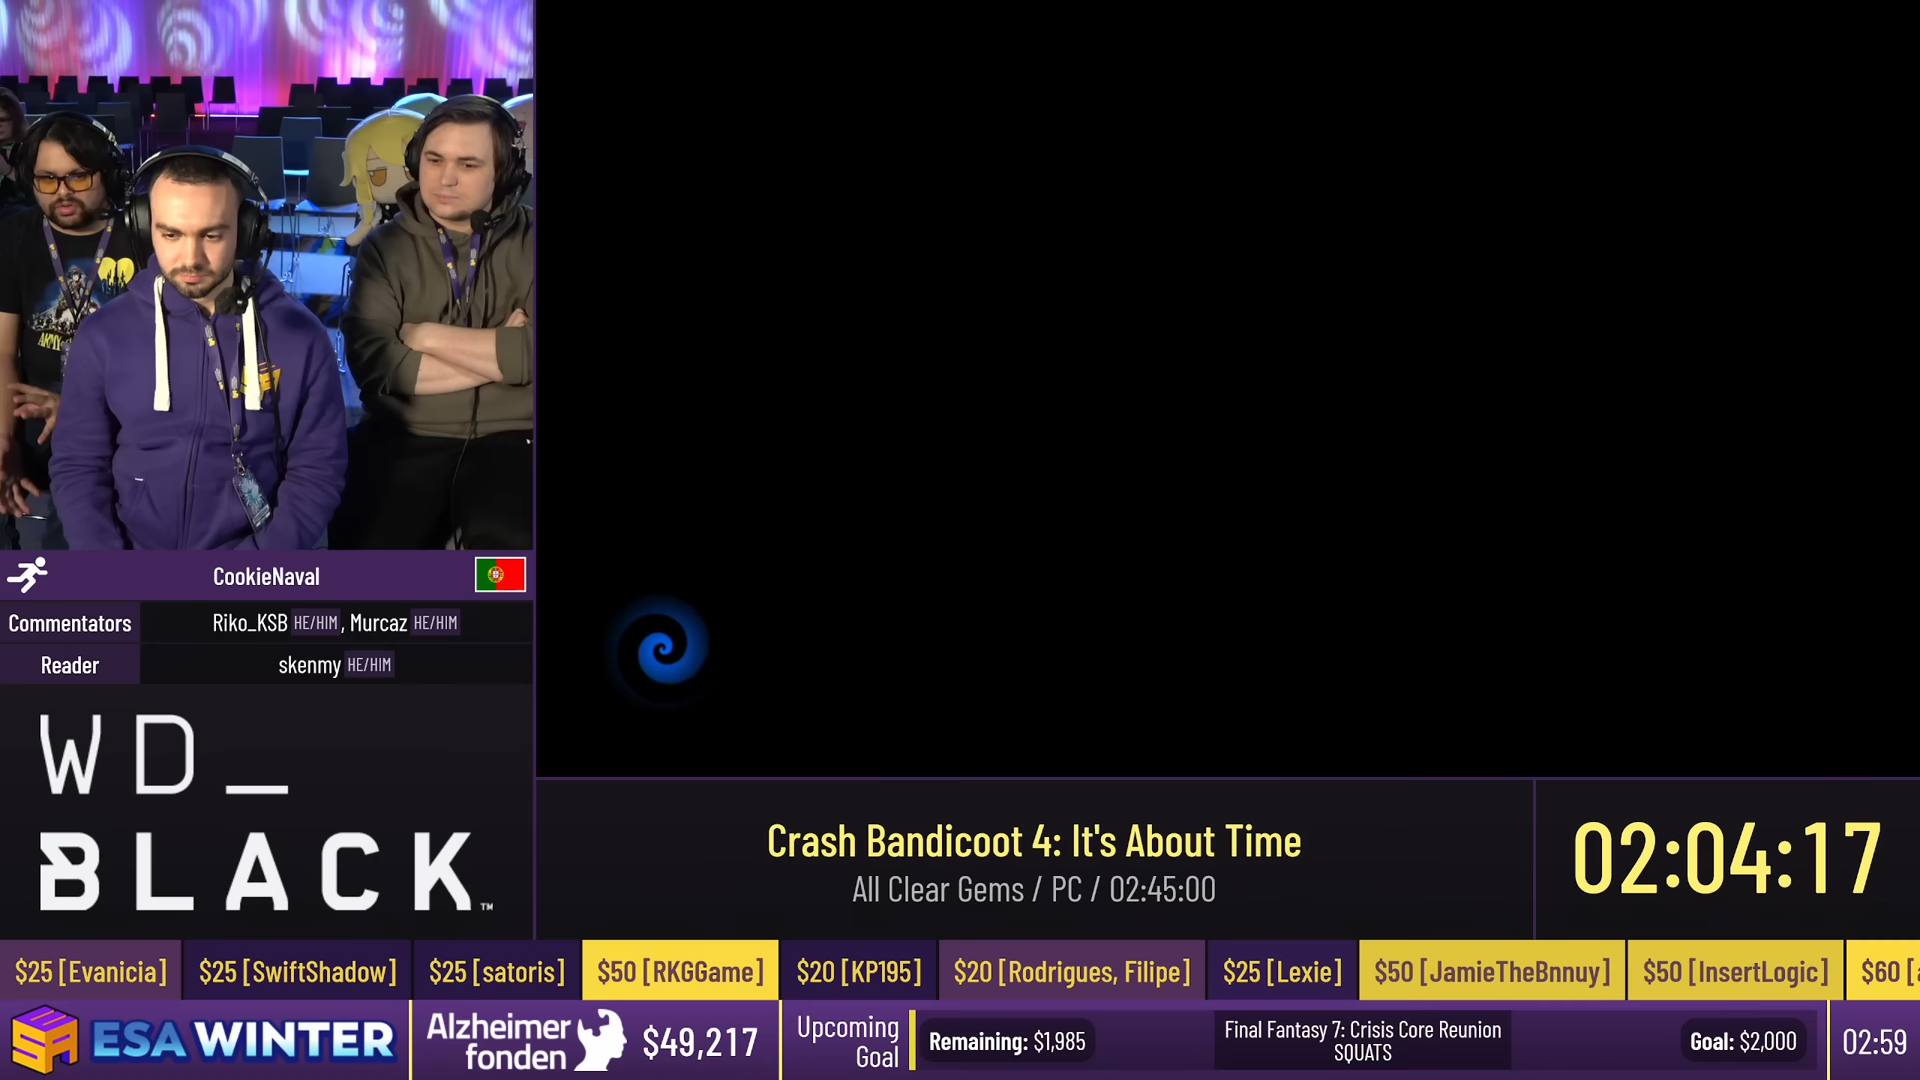 ARMY
CookieNaval
Commentators
Riko_KSB HE/HIM, Murcaz HE/HIM
Reader
skenmy HE/HIM
WD_
BLACK™
Crash Bandicoot 4: It's About Time
All Clear Gems / PC / 02:45:00
02:04:17
$25 [Evanicia]
$25 [SwiftShadow]
$25 [satoris]
$50 [RKGGame]
$20 [KP195]
$20 [Rodrigues, Filipe]
$25 [Lexie]
$50 [JamieTheBnnuy]
$50 [InsertLogic]
$60
ESA WINTER
Alzheimer
fonden
$49,217
Upcoming
Goal
Remaining: $1,985
Final Fantasy 7: Crisis Core Reunion
SQUATS
Goal: $2,000
02:59